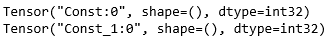 Tensor("Const:0", shape=(), dtype=int32)
Tensor("Const_1:0", shape=(), dtype=int32)